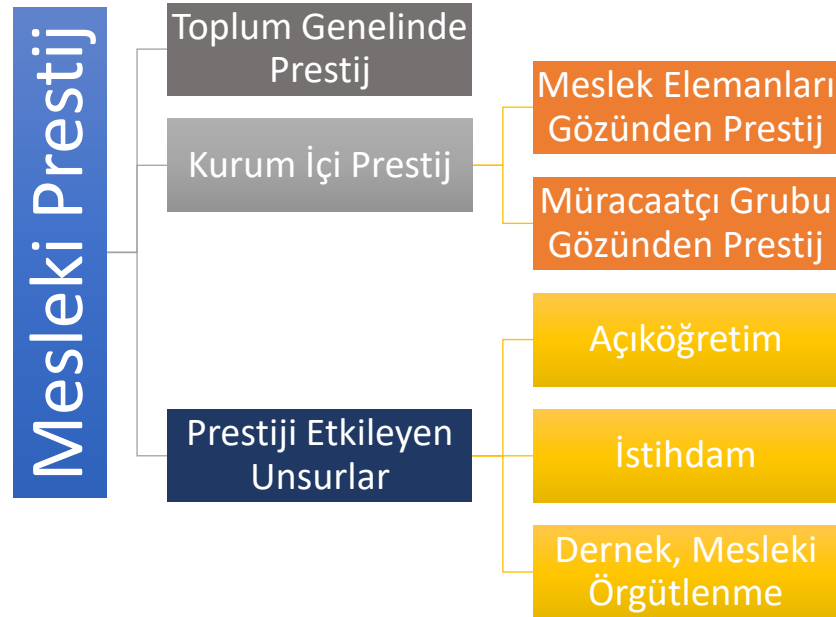 Mesleki Prestij
Toplum Genelinde
Prestij
Kurum İçi Prestij
Meslek Elemanları
Gözünden Prestij
Müracaatçı Grubu
Gözünden Prestij
Prestiji Etkileyen
Unsurlar
Açıköğretim
İstihdam
Dernek, Mesleki
Örgütlenme